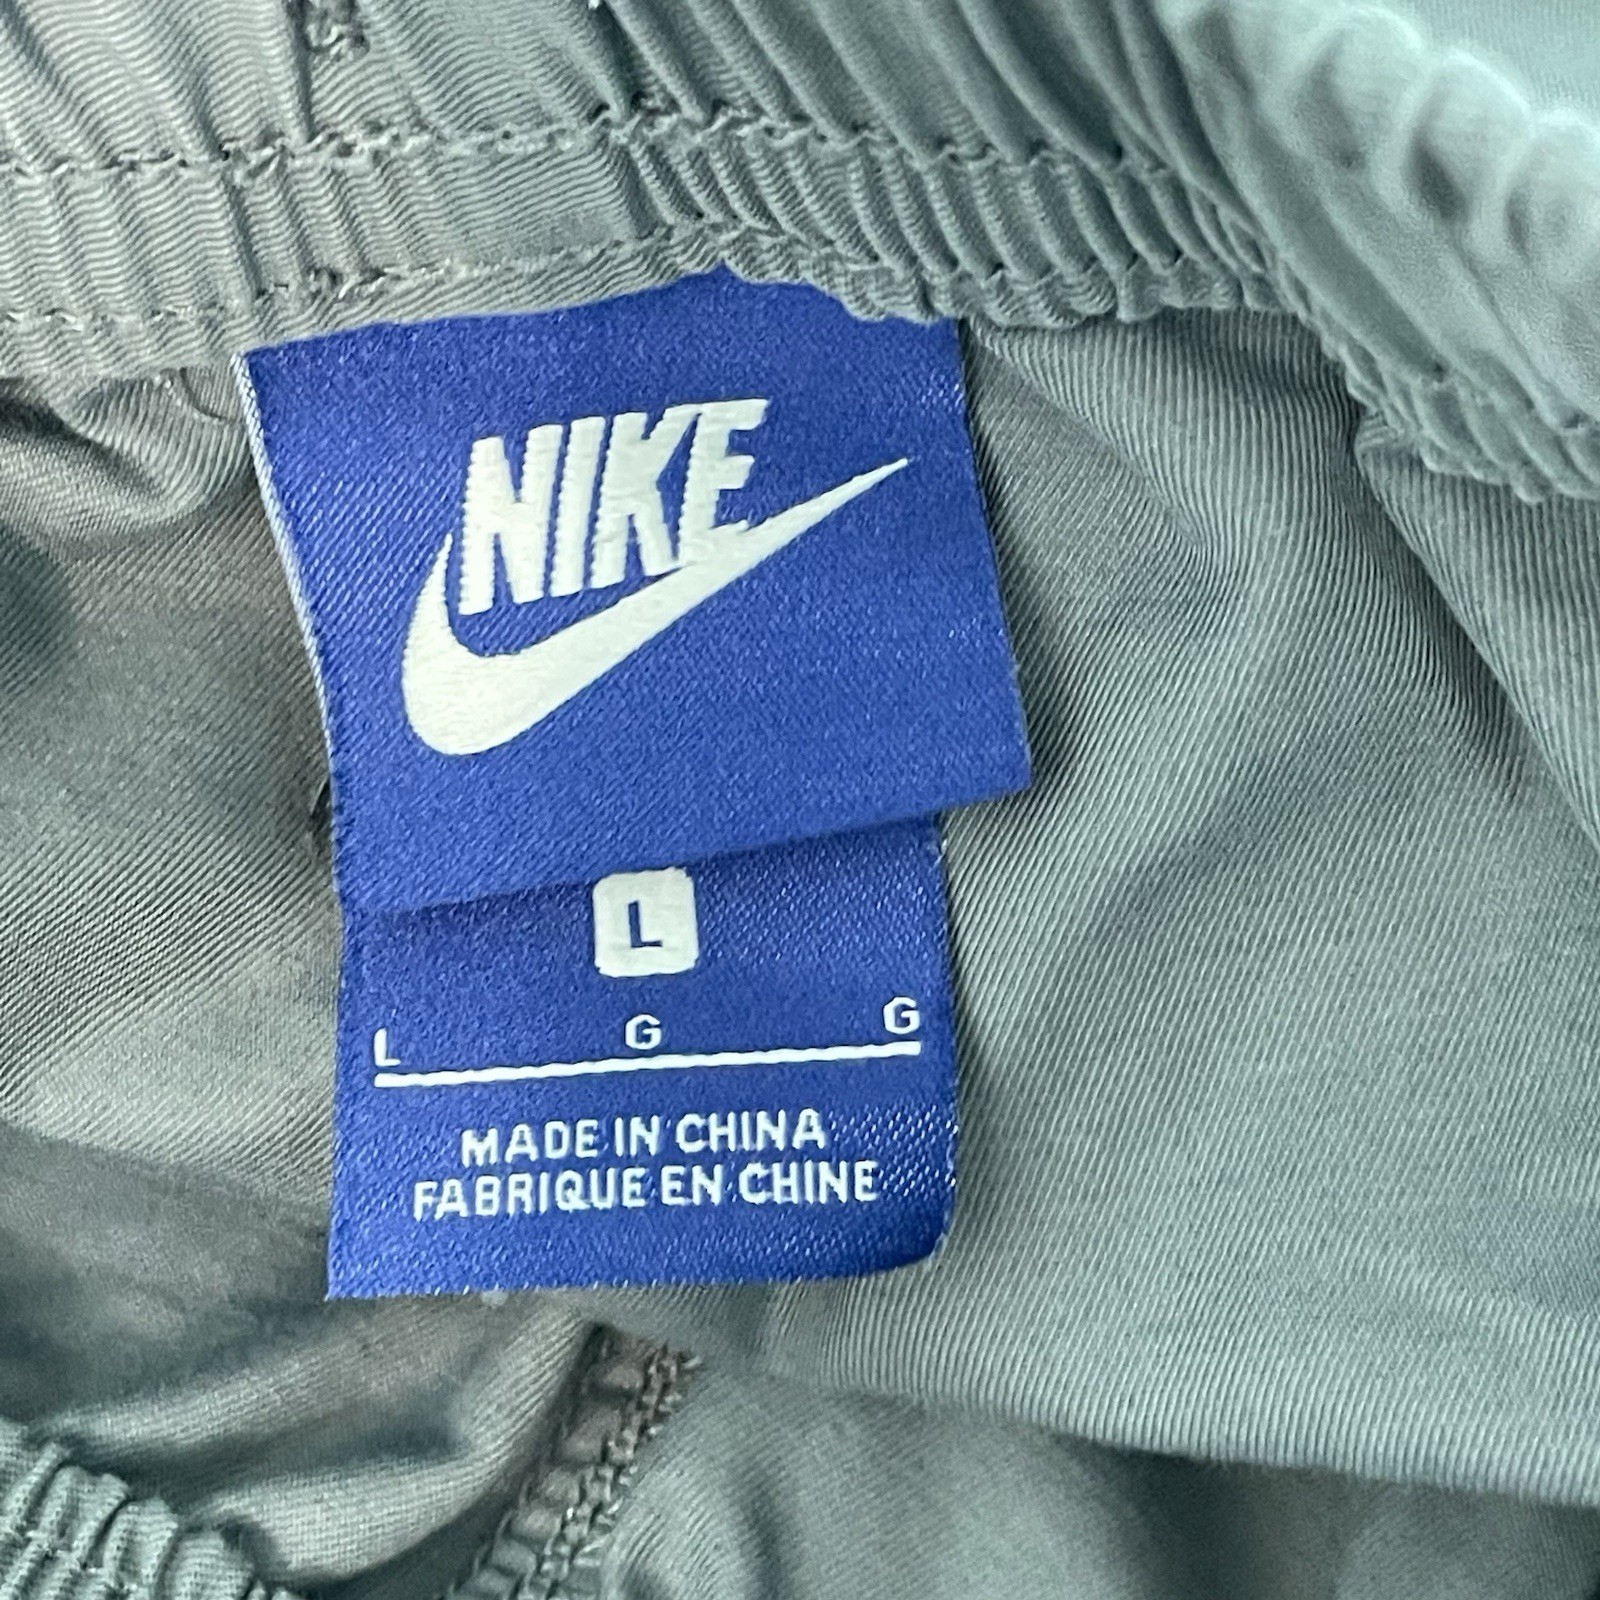 NIKE
L
L G G
MADE IN CHINA
FABRIQUE EN CHINE